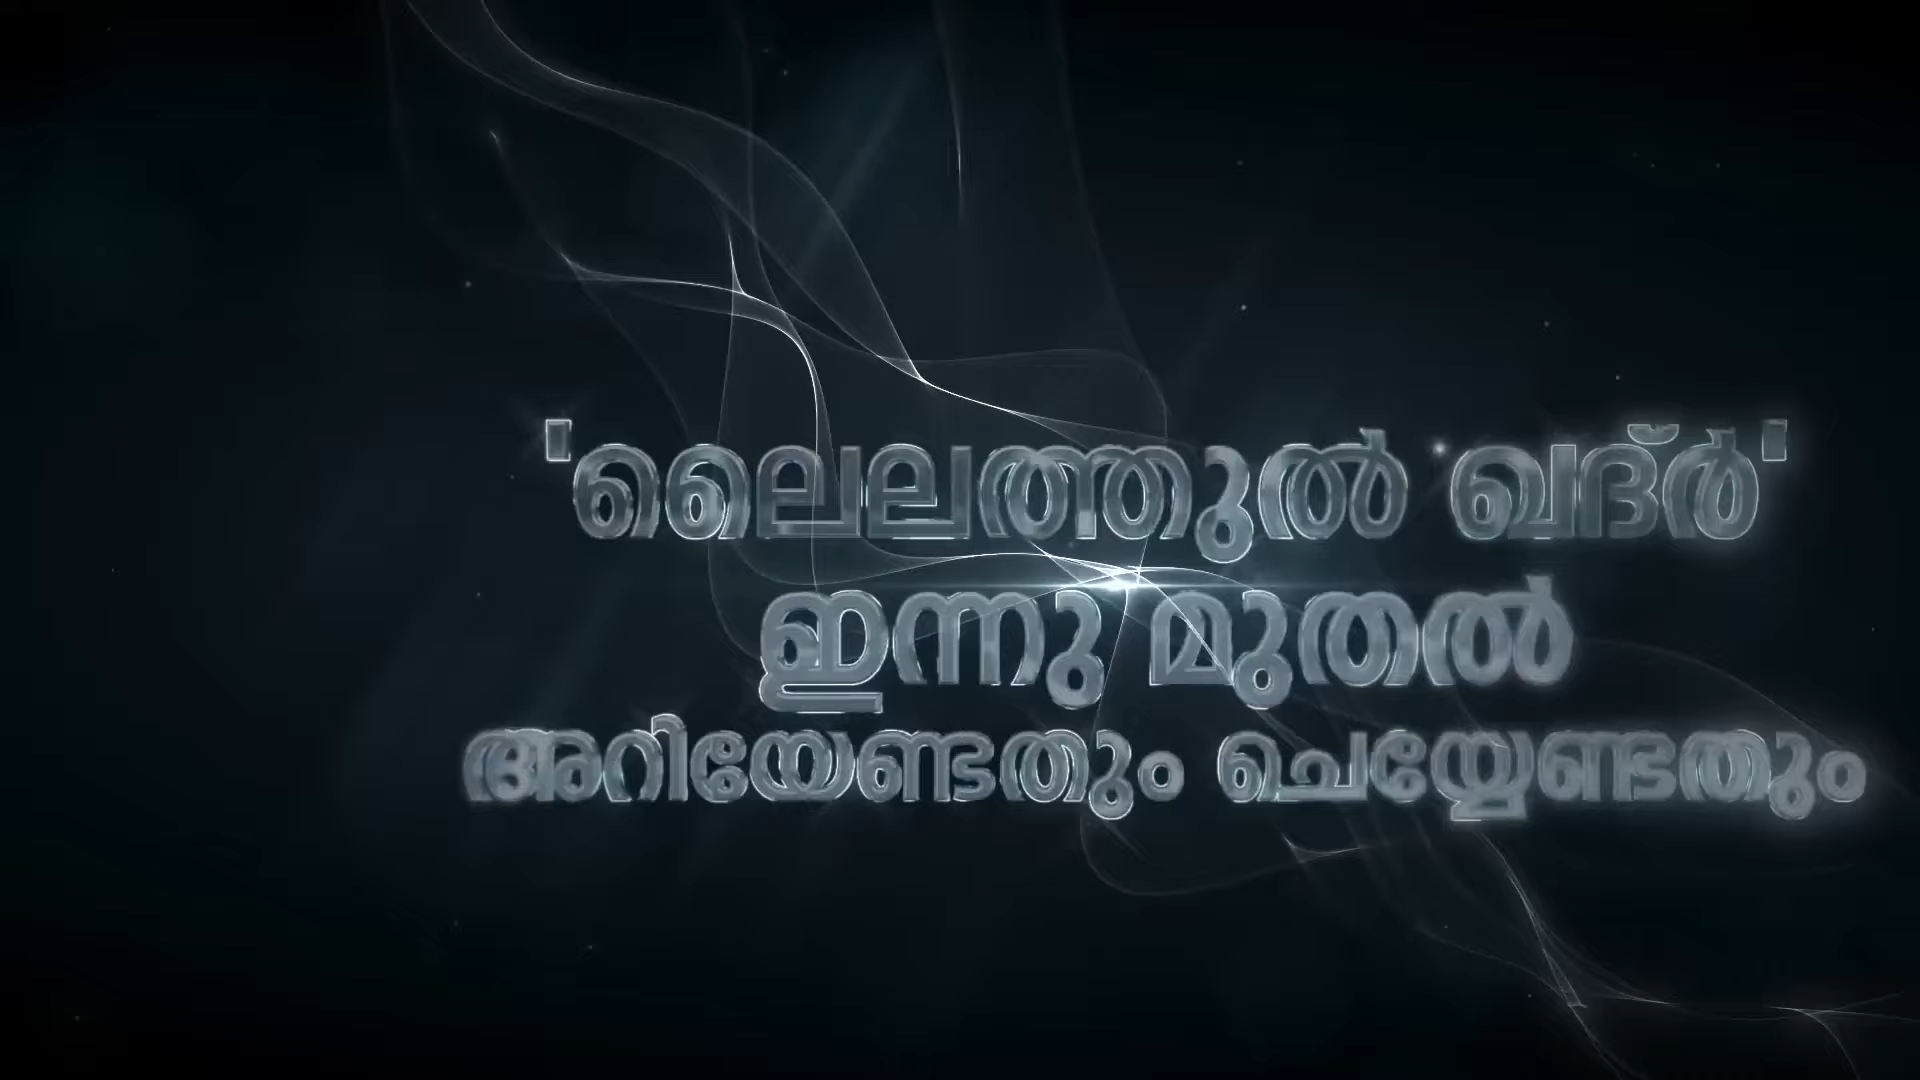 'ലൈലത്തുൽ ഖദ്ർ'
ഇന്നു മുതൽ
അറിയേണ്ടതും ചെയ്യേണ്ടതും